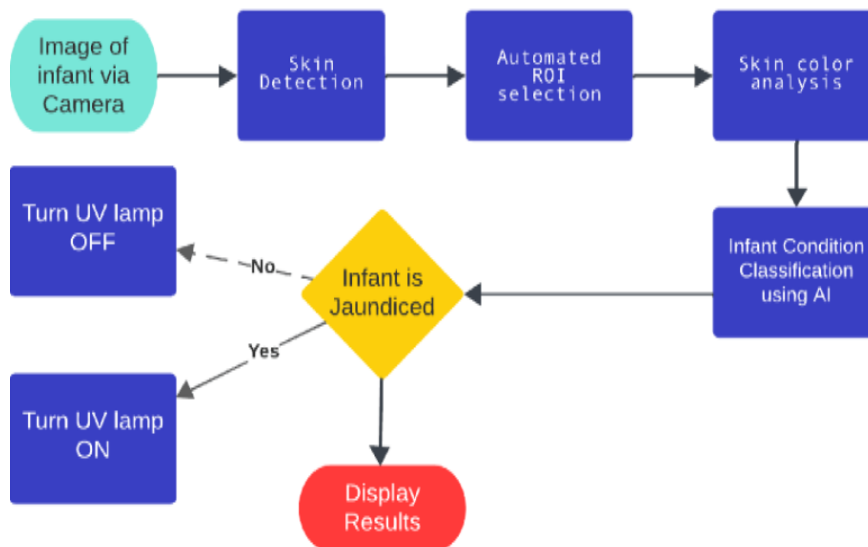 Image of
infant via
Camera
Skin
Detection
Automated
ROI
selection
Skin color
analysis
Infant Condition
Classification
using AI
Infant is
Jaundiced
No
Turn UV lamp
OFF
Yes
Turn UV lamp
ON
Display
Results